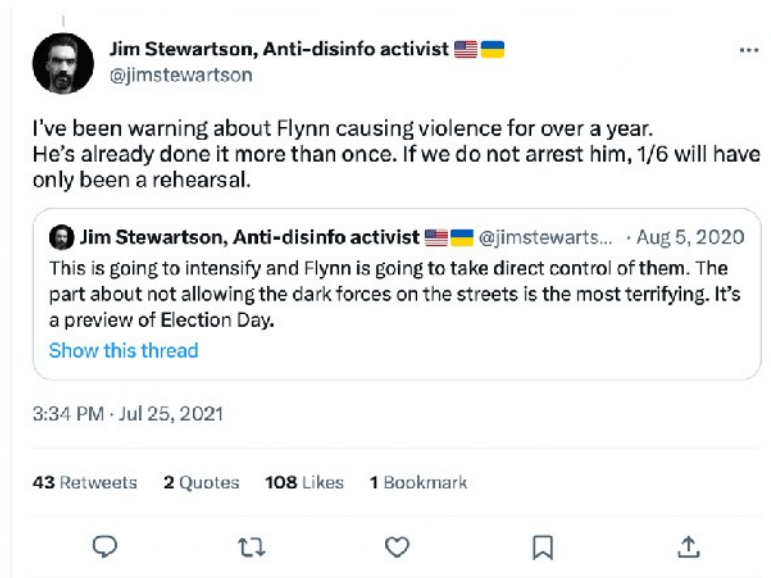 Jim Stewartson, Anti-disinfo activist 🇺🇸🇺🇦
@jimstewartson
I've been warning about Flynn causing violence for over a year.
He's already done it more than once. If we do not arrest him, 1/6 will have
only been a rehearsal.
Jim Stewartson, Anti-disinfo activist 🇺🇸🇺🇦 @jimstewarts... · Aug 5, 2020
This is going to intensify and Flynn is going to take direct control of them. The
part about not allowing the dark forces on the streets is the most terrifying. It's
a preview of Election Day.
Show this thread
3:34 PM · Jul 25, 2021
43 Retweets 2 Quotes 108 Likes 1 Bookmark